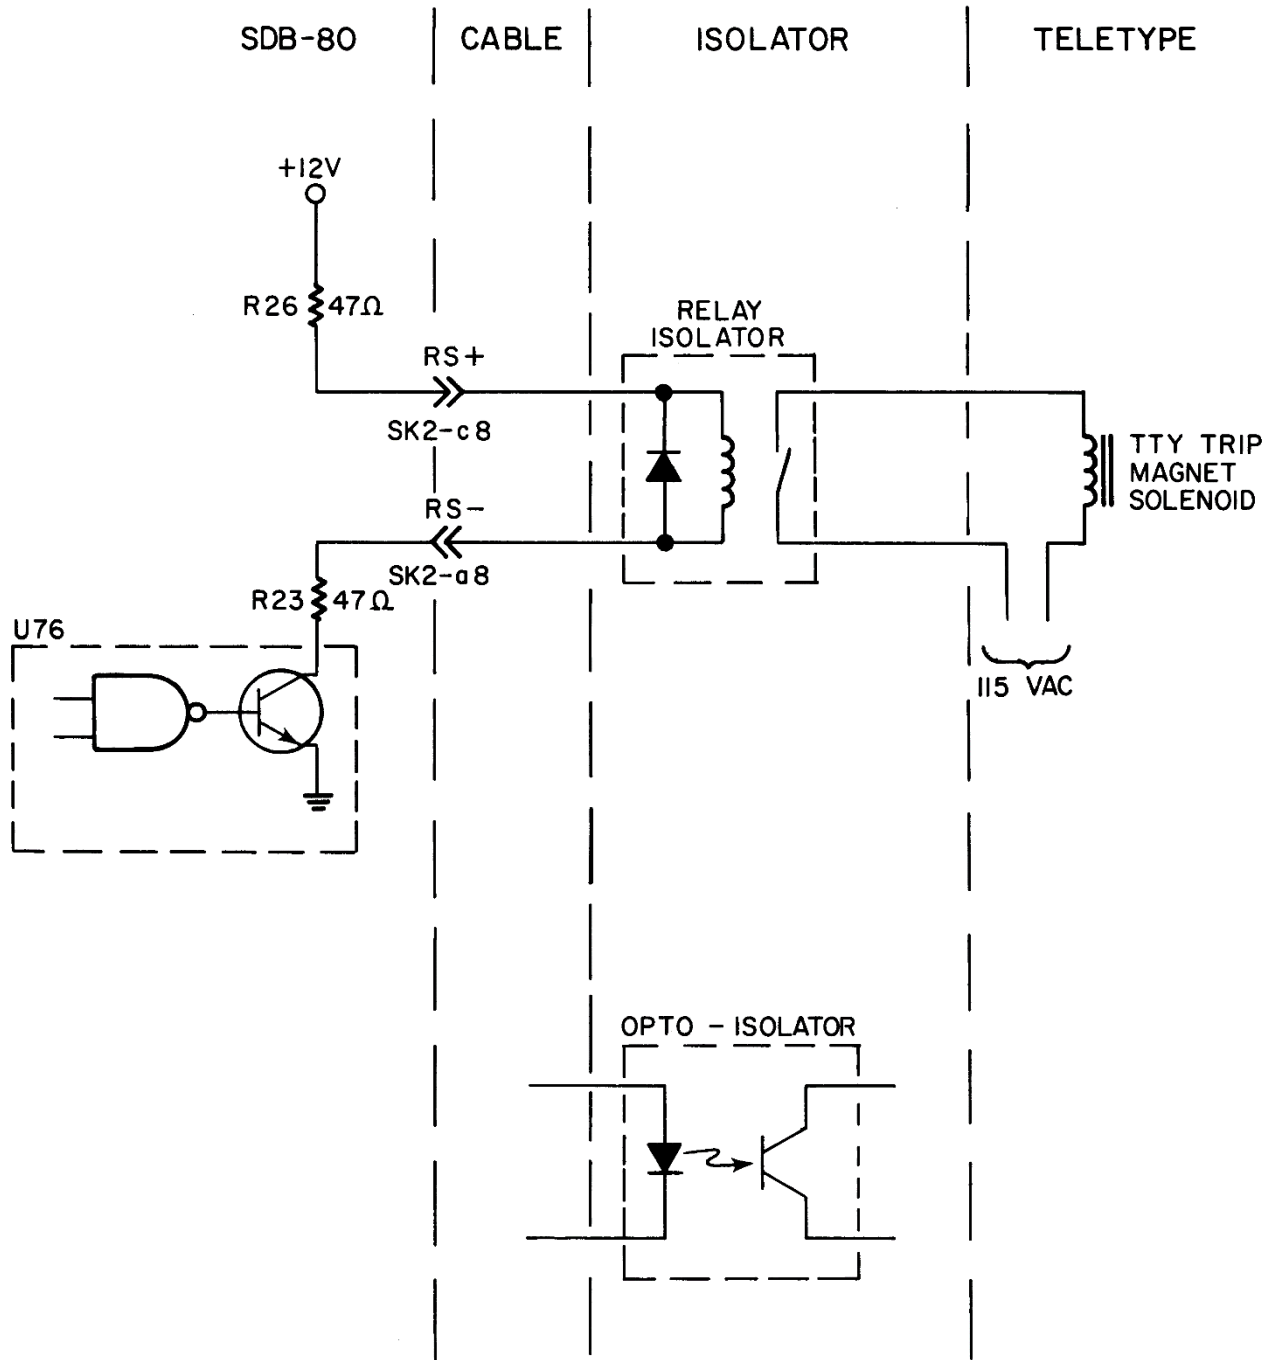 SDB-80
CABLE
ISOLATOR
TELETYPE
+12V
R26 47Ω
RELAY
ISOLATOR
RS+
SK2-c8
TTY TRIP
MAGNET
SOLENOID
RS-
SK2-a8
R23 47Ω
U76
115 VAC
OPTO - ISOLATOR